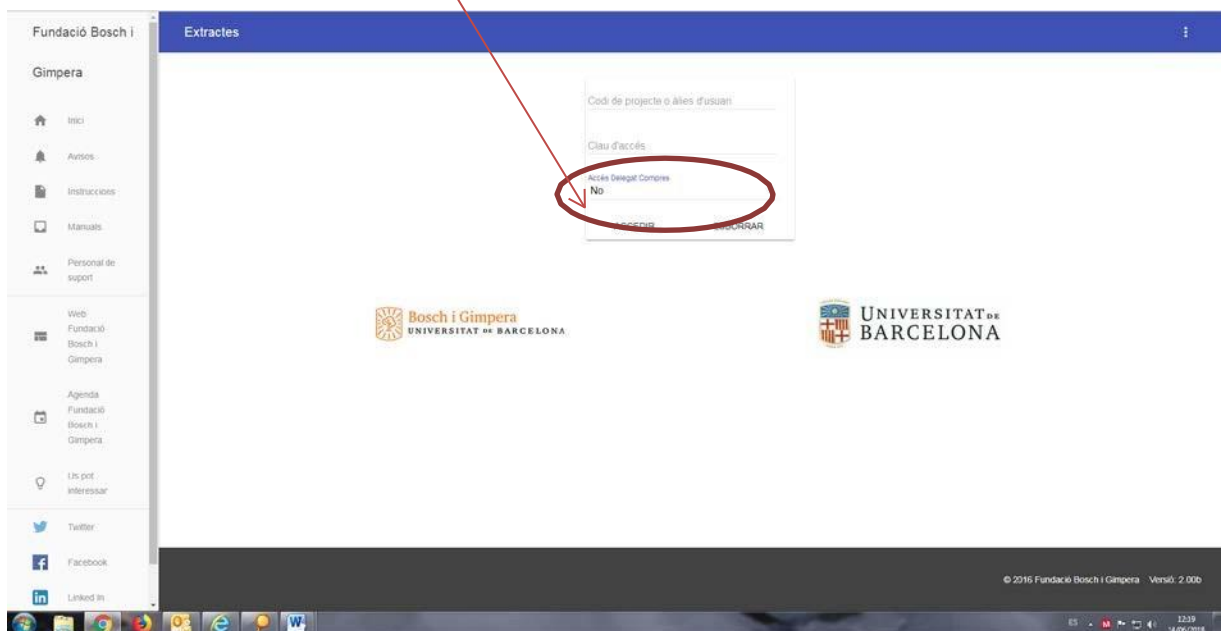 Fundació Bosch i
Gimpera
Extractes
Inici
Avisos
Instruccions
Manuals
Personal de
suport
Web
Fundació
Bosch i
Gimpera
Agenda
Fundació
Bosch i
Gimpera
Us pot
interessar
Twitter
Facebook
Linked In
Codi de projecte o àlies d'usuari
Clau d'accés
Accés Delegat Compres
No
ACCEDIR
ESBORRAR
Bosch i Gimpera
UNIVERSITAT DE BARCELONA
UNIVERSITAT DE
BARCELONA
© 2016 Fundació Bosch i Gimpera Versió: 2.00b
ES
12:19